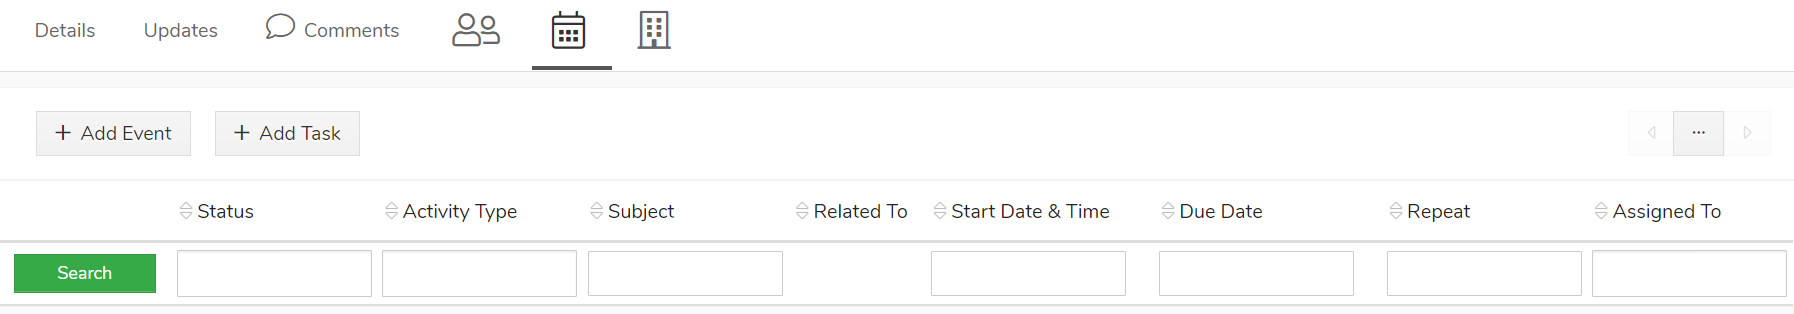 Details Updates Comments
+ Add Event + Add Task ...
Status Activity Type Subject Related To Start Date & Time Due Date Repeat Assigned To
Search